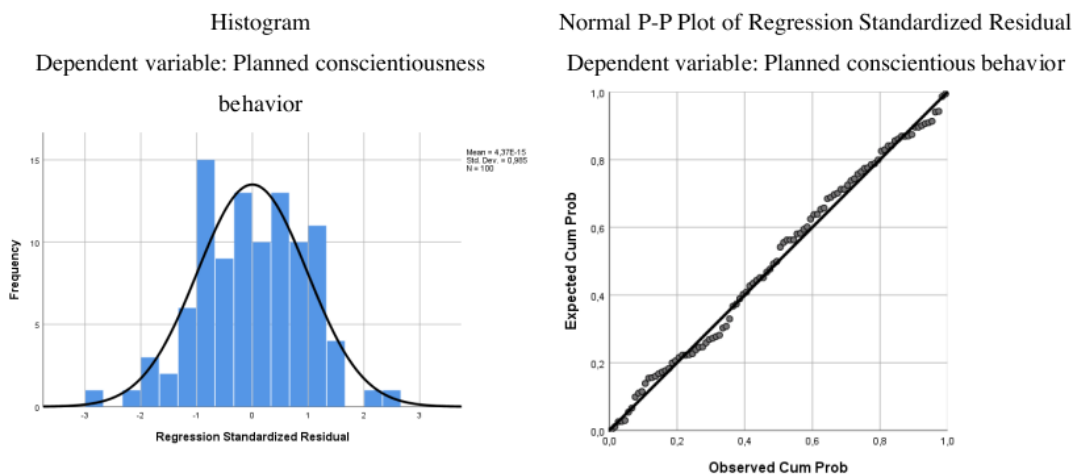 Histogram
Dependent variable: Planned conscientiousness
behavior
Mean = 4,37E-15
Std. Dev. = 0,985
N = 100
15
10
5
0
Frequency
-3 -2 -1 0 1 2 3
Regression Standardized Residual
Normal P-P Plot of Regression Standardized Residual
Dependent variable: Planned conscientious behavior
1,0
0,8
0,6
0,4
0,2
0,0
Expected Cum Prob
0,0 0,2 0,4 0,6 0,8 1,0
Observed Cum Prob